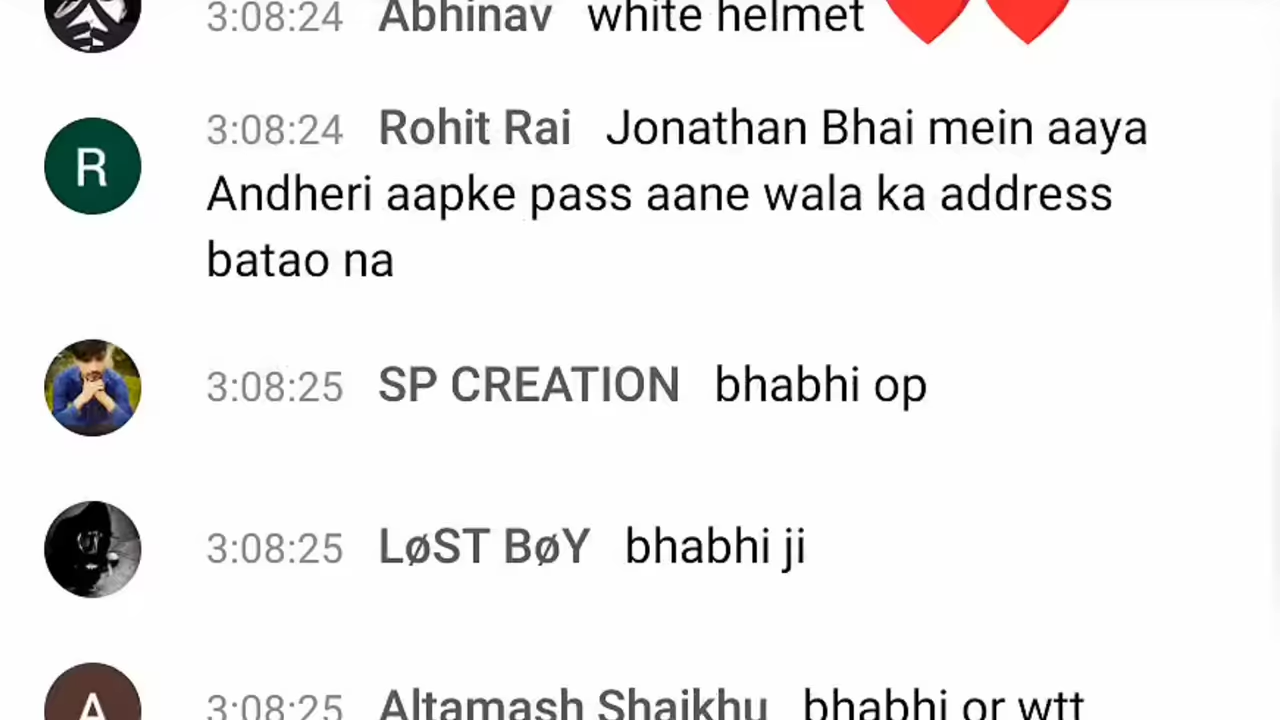 3:08:24 Abhinav white helmet ❤️❤️
R 3:08:24 Rohit Rai Jonathan Bhai mein aaya
Andheri aapke pass aane wala ka address
batao na
3:08:25 SP CREATION bhabhi op
3:08:25 LøST BøY bhabhi ji
A 3:08:25 Altamash Shaikhu bhabhi or wtt